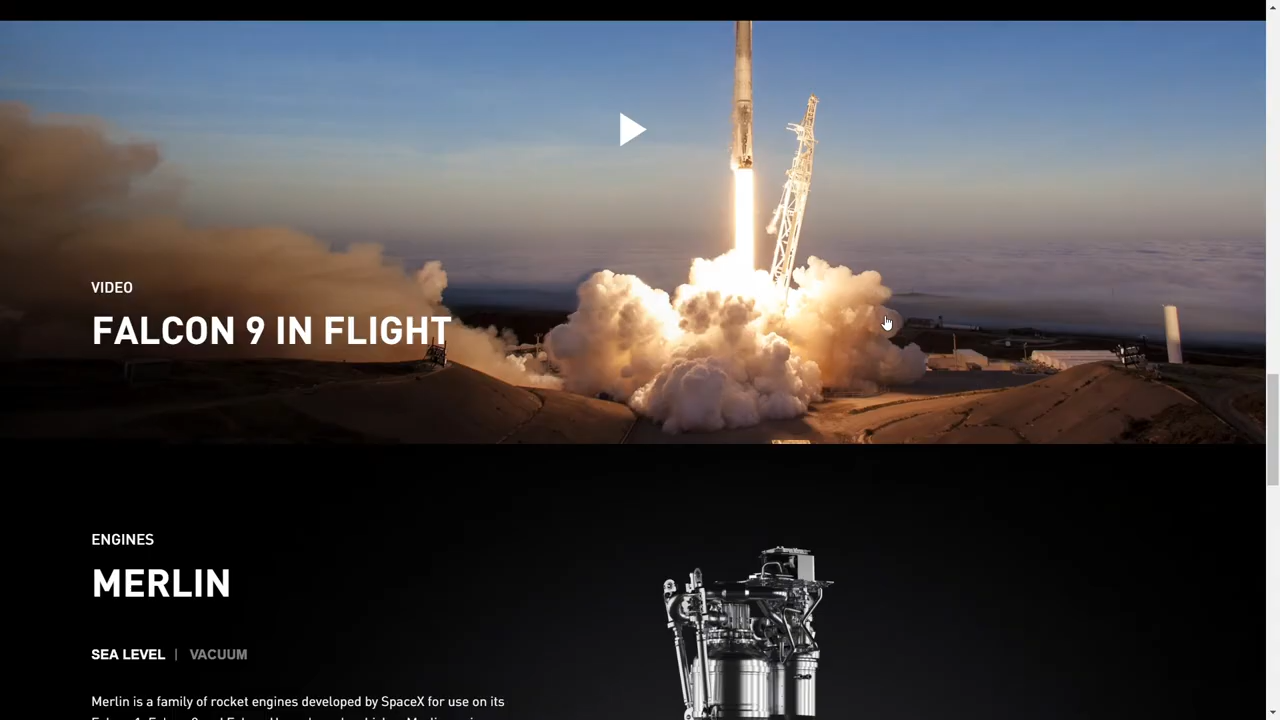 VIDEO
FALCON 9 IN FLIGHT
ENGINES
MERLIN
SEA LEVEL | VACUUM
Merlin is a family of rocket engines developed by SpaceX for use on its